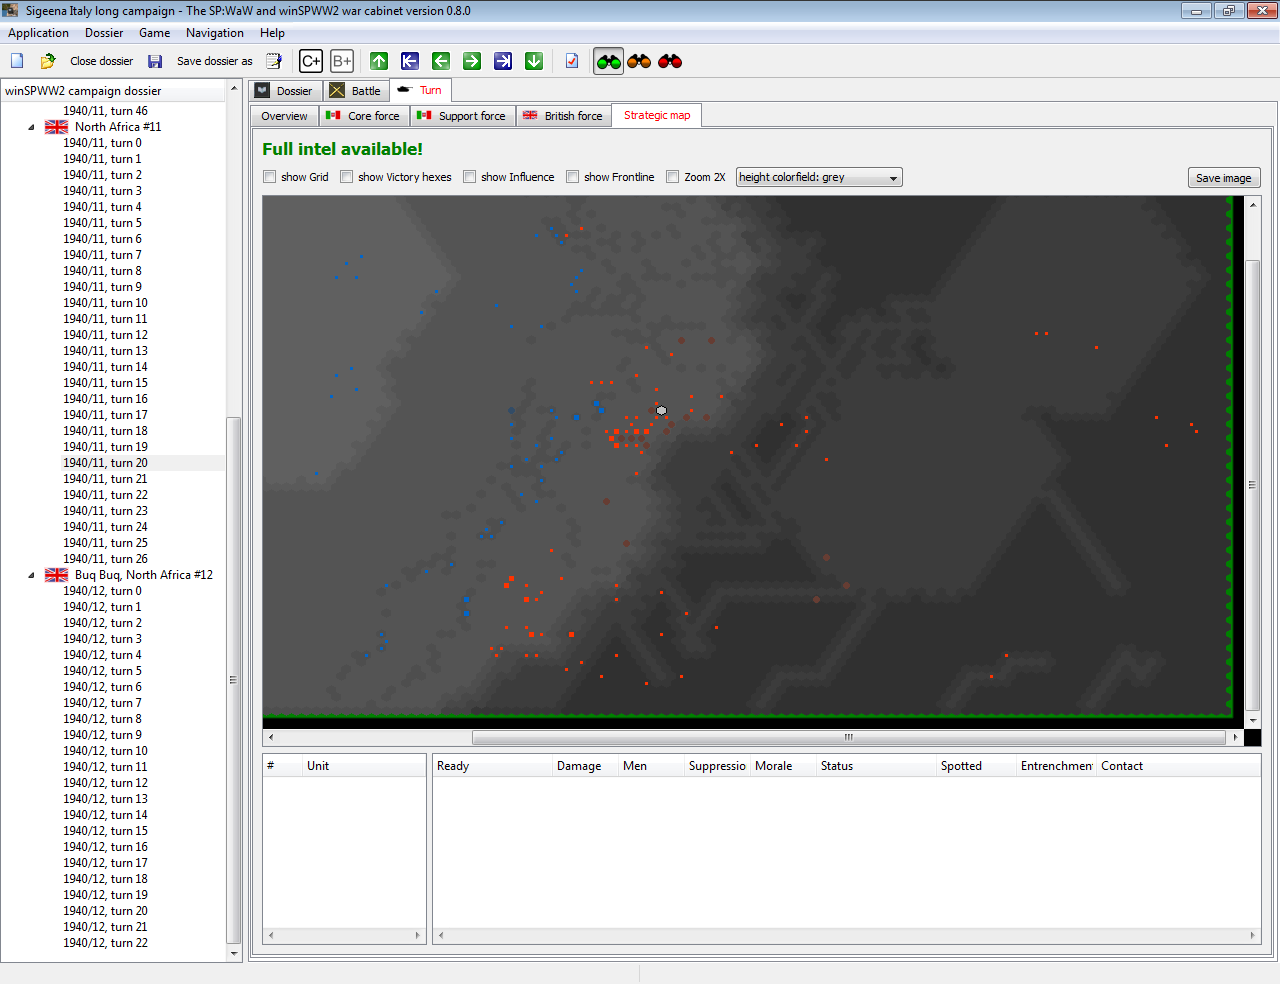 Sigeena Italy long campaign - The SP:WaW and winSPWW2 war cabinet version 0.8.0
Application Dossier Game Navigation Help
Close dossier Save dossier as C+ B+
winSPWW2 campaign dossier
1940/11, turn 46
North Africa #11
1940/11, turn 0
1940/11, turn 1
1940/11, turn 2
1940/11, turn 3
1940/11, turn 4
1940/11, turn 5
1940/11, turn 6
1940/11, turn 7
1940/11, turn 8
1940/11, turn 9
1940/11, turn 10
1940/11, turn 11
1940/11, turn 12
1940/11, turn 13
1940/11, turn 14
1940/11, turn 15
1940/11, turn 16
1940/11, turn 17
1940/11, turn 18
1940/11, turn 19
1940/11, turn 20
1940/11, turn 21
1940/11, turn 22
1940/11, turn 23
1940/11, turn 24
1940/11, turn 25
1940/11, turn 26
Buq Buq, North Africa #12
1940/12, turn 0
1940/12, turn 1
1940/12, turn 2
1940/12, turn 3
1940/12, turn 4
1940/12, turn 5
1940/12, turn 6
1940/12, turn 7
1940/12, turn 8
1940/12, turn 9
1940/12, turn 10
1940/12, turn 11
1940/12, turn 12
1940/12, turn 13
1940/12, turn 14
1940/12, turn 15
1940/12, turn 16
1940/12, turn 17
1940/12, turn 18
1940/12, turn 19
1940/12, turn 20
1940/12, turn 21
1940/12, turn 22
Dossier Battle Turn
Overview Core force Support force British force Strategic map
Full intel available!
show Grid show Victory hexes show Influence show Frontline Zoom 2X height colorfield: grey Save image
# Unit Ready Damage Men Suppressio Morale Status Spotted Entrenchmen Contact